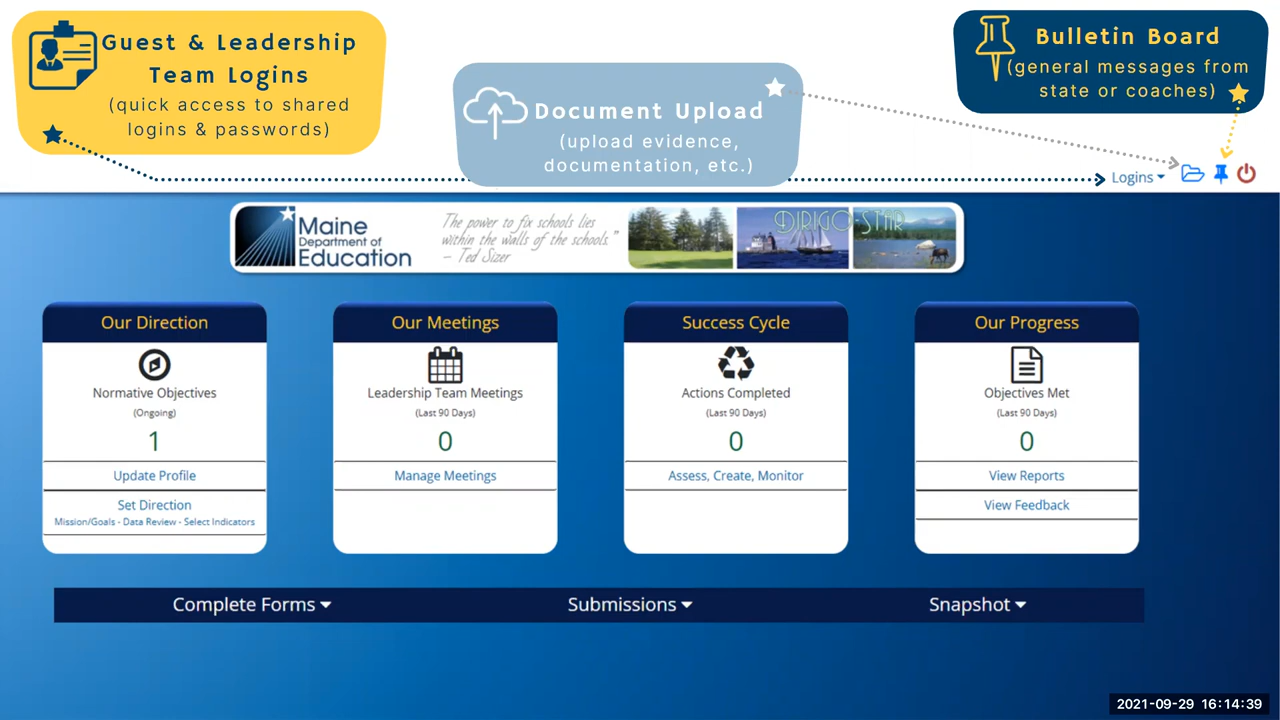 Guest & Leadership
Team Logins
(quick access to shared
logins & passwords)
Document Upload
(upload evidence,
documentation, etc.)
Bulletin Board
(general messages from
state or coaches)
Logins
Maine
Department of
Education
The power to fix schools lies
within the walls of the schools."
– Ted Sizer
DIRIGO-STAR
Our Direction
Normative Objectives
(Ongoing)
1
Update Profile
Set Direction
Mission/Goals - Data Review - Select Indicators
Our Meetings
Leadership Team Meetings
(Last 90 Days)
0
Manage Meetings
Success Cycle
Actions Completed
(Last 90 Days)
0
Assess, Create, Monitor
Our Progress
Objectives Met
(Last 90 Days)
0
View Reports
View Feedback
Complete Forms
Submissions
Snapshot
2021-09-29 16:14:39